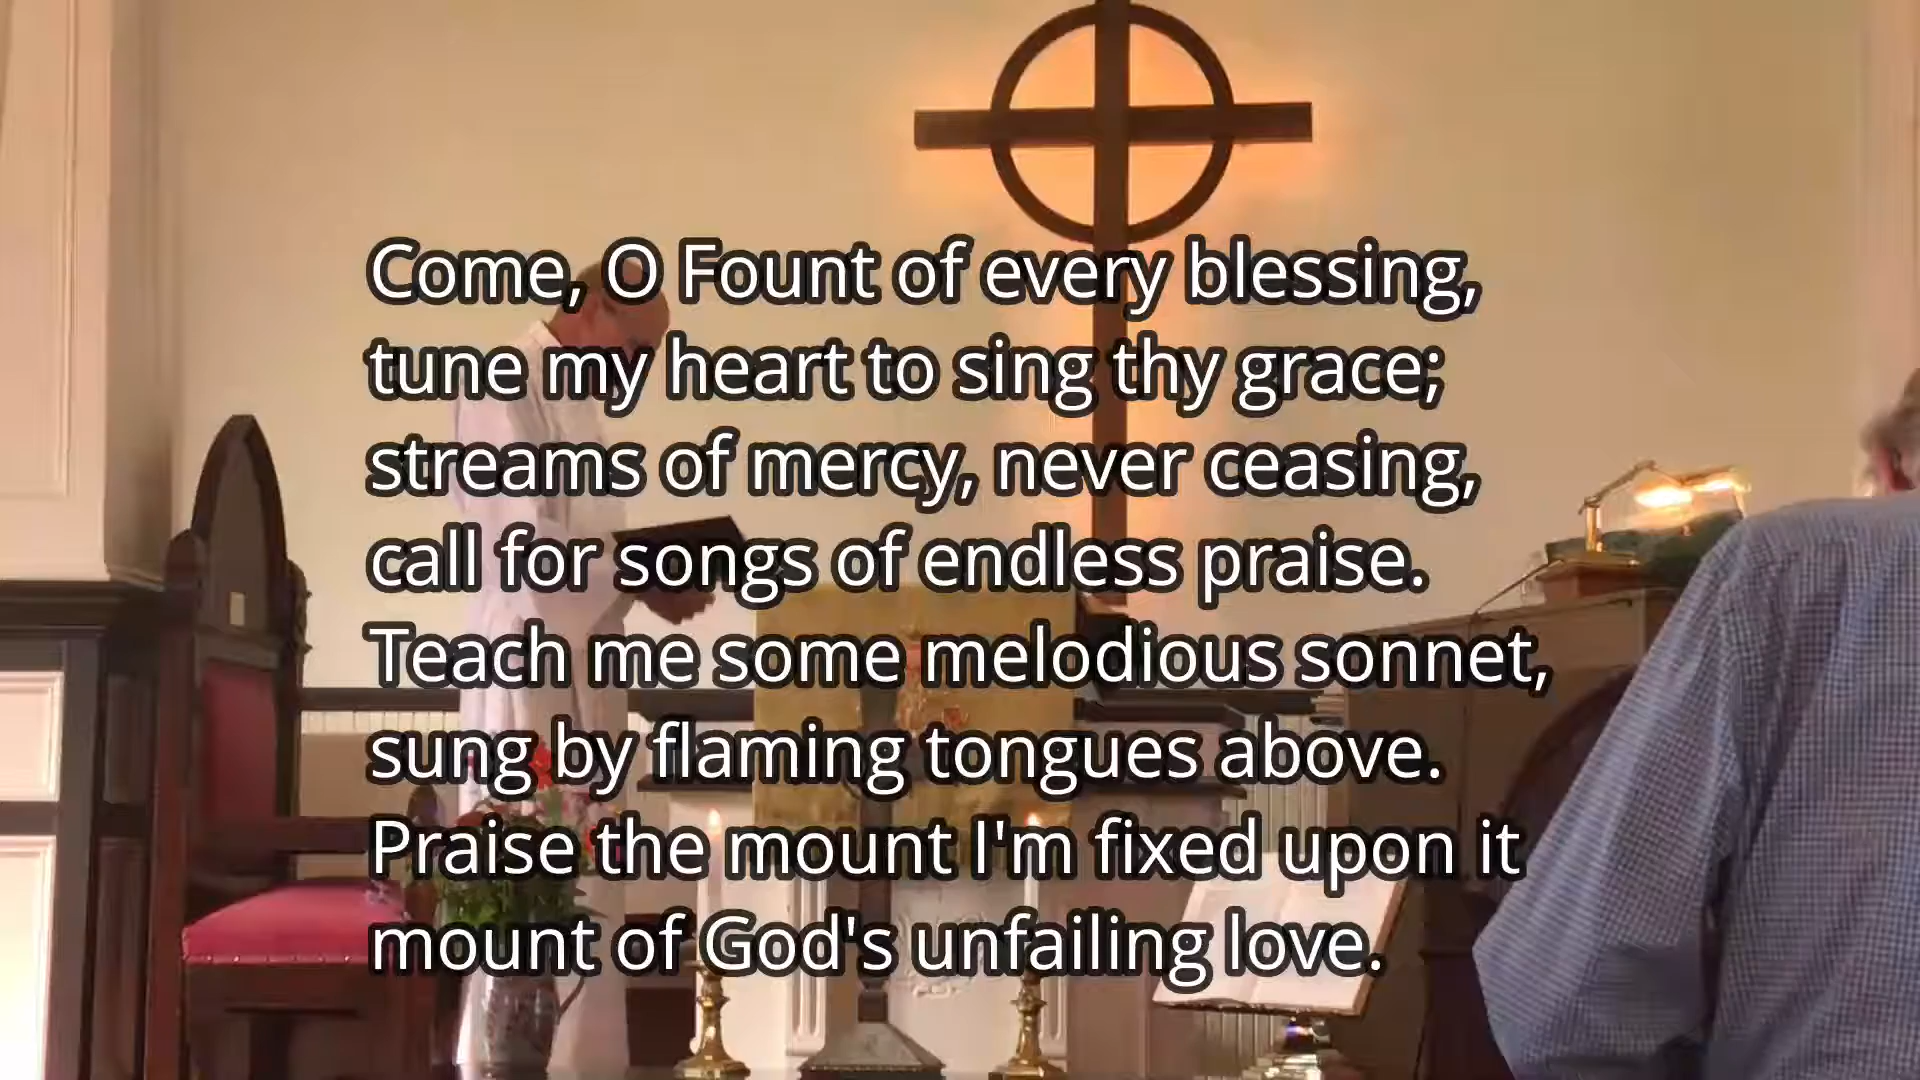 Come, O Fount of every blessing,
tune my heart to sing thy grace;
streams of mercy, never ceasing,
call for songs of endless praise.
Teach me some melodious sonnet,
sung by flaming tongues above.
Praise the mount I'm fixed upon it
mount of God's unfailing love.